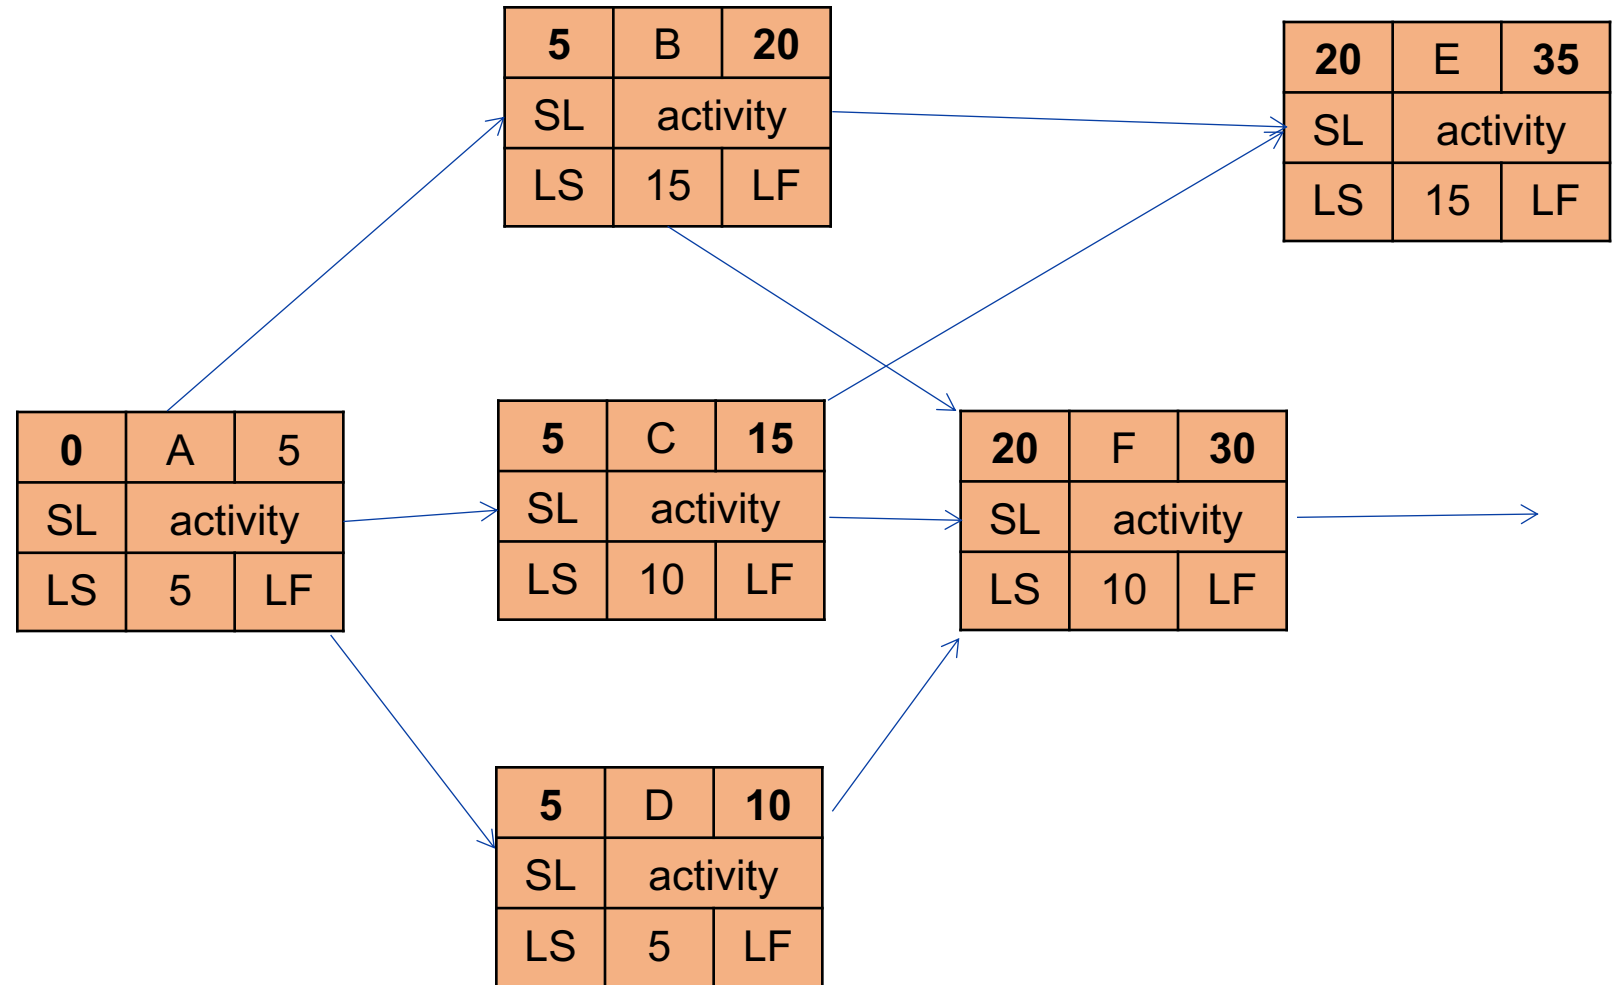 5 B 20
SL activity
LS 15 LF
20 E 35
SL activity
LS 15 LF
0 A 5
SL activity
LS 5 LF
5 C 15
SL activity
LS 10 LF
20 F 30
SL activity
LS 10 LF
5 D 10
SL activity
LS 5 LF